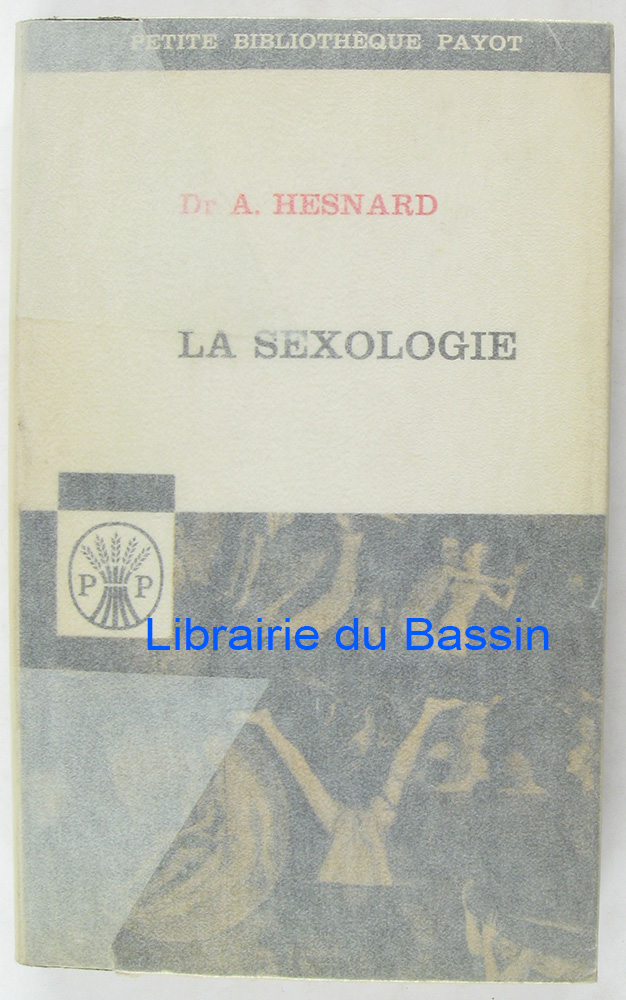 PETITE BIBLIOTHÈQUE PAYOT
Dr A. HESNARD
LA SEXOLOGIE
P P
Librairie du Bassin